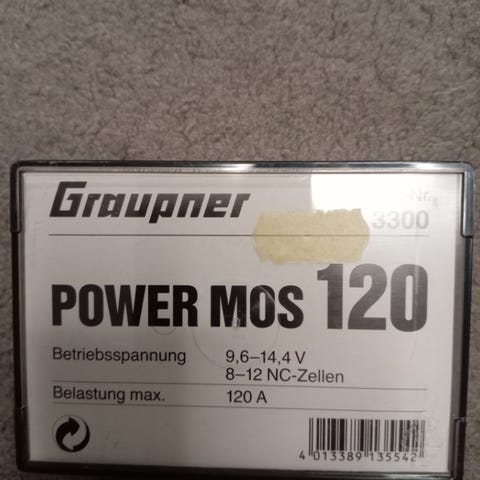 Graupner
-Nr.
3300
POWER MOS 120
Betriebsspannung 9,6–14,4 V
8–12 NC-Zellen
Belastung max. 120 A
4 013389 135542